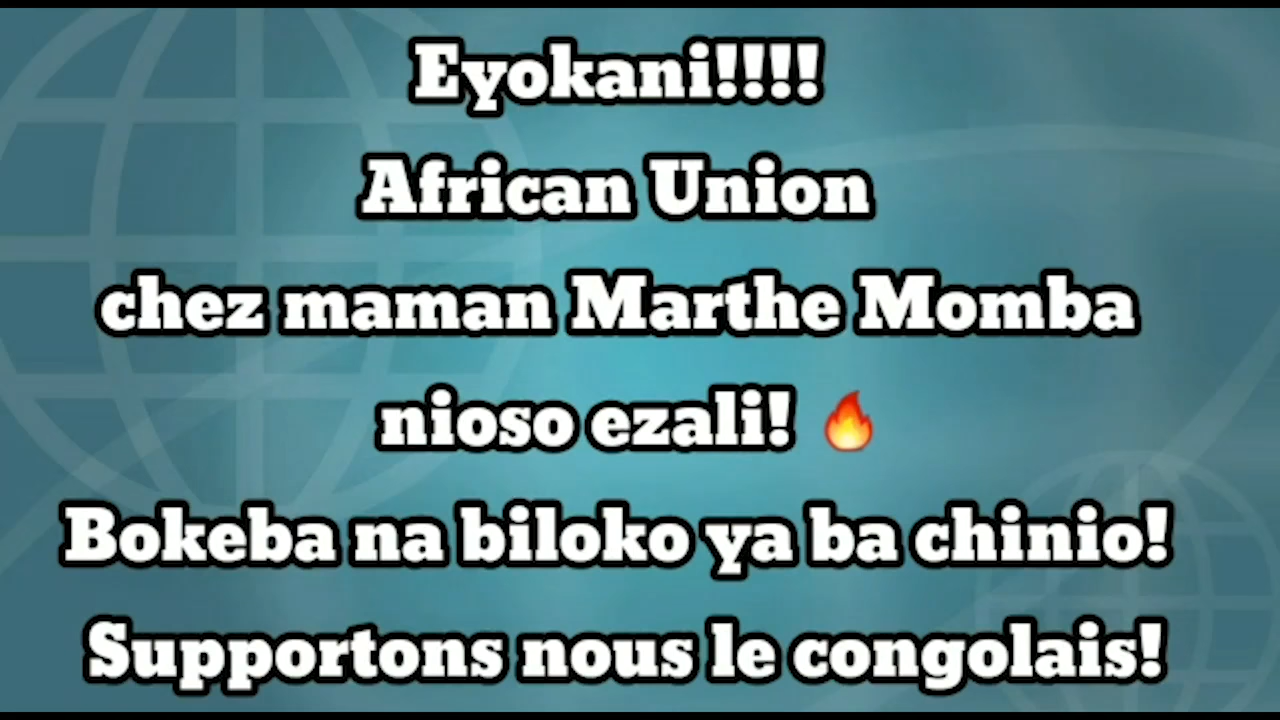 Eyokani!!!!
African Union
chez maman Marthe Momba
nioso ezali! 🔥
Bokeba na biloko ya ba chinio!
Supportons nous le congolais!